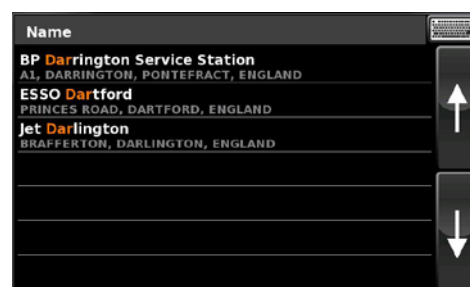 Name
BP Darrington Service Station
A1, DARRINGTON, PONTEFRACT, ENGLAND
ESSO Dartford
PRINCES ROAD, DARTFORD, ENGLAND
Jet Darlington
BRAFFERTON, DARLINGTON, ENGLAND